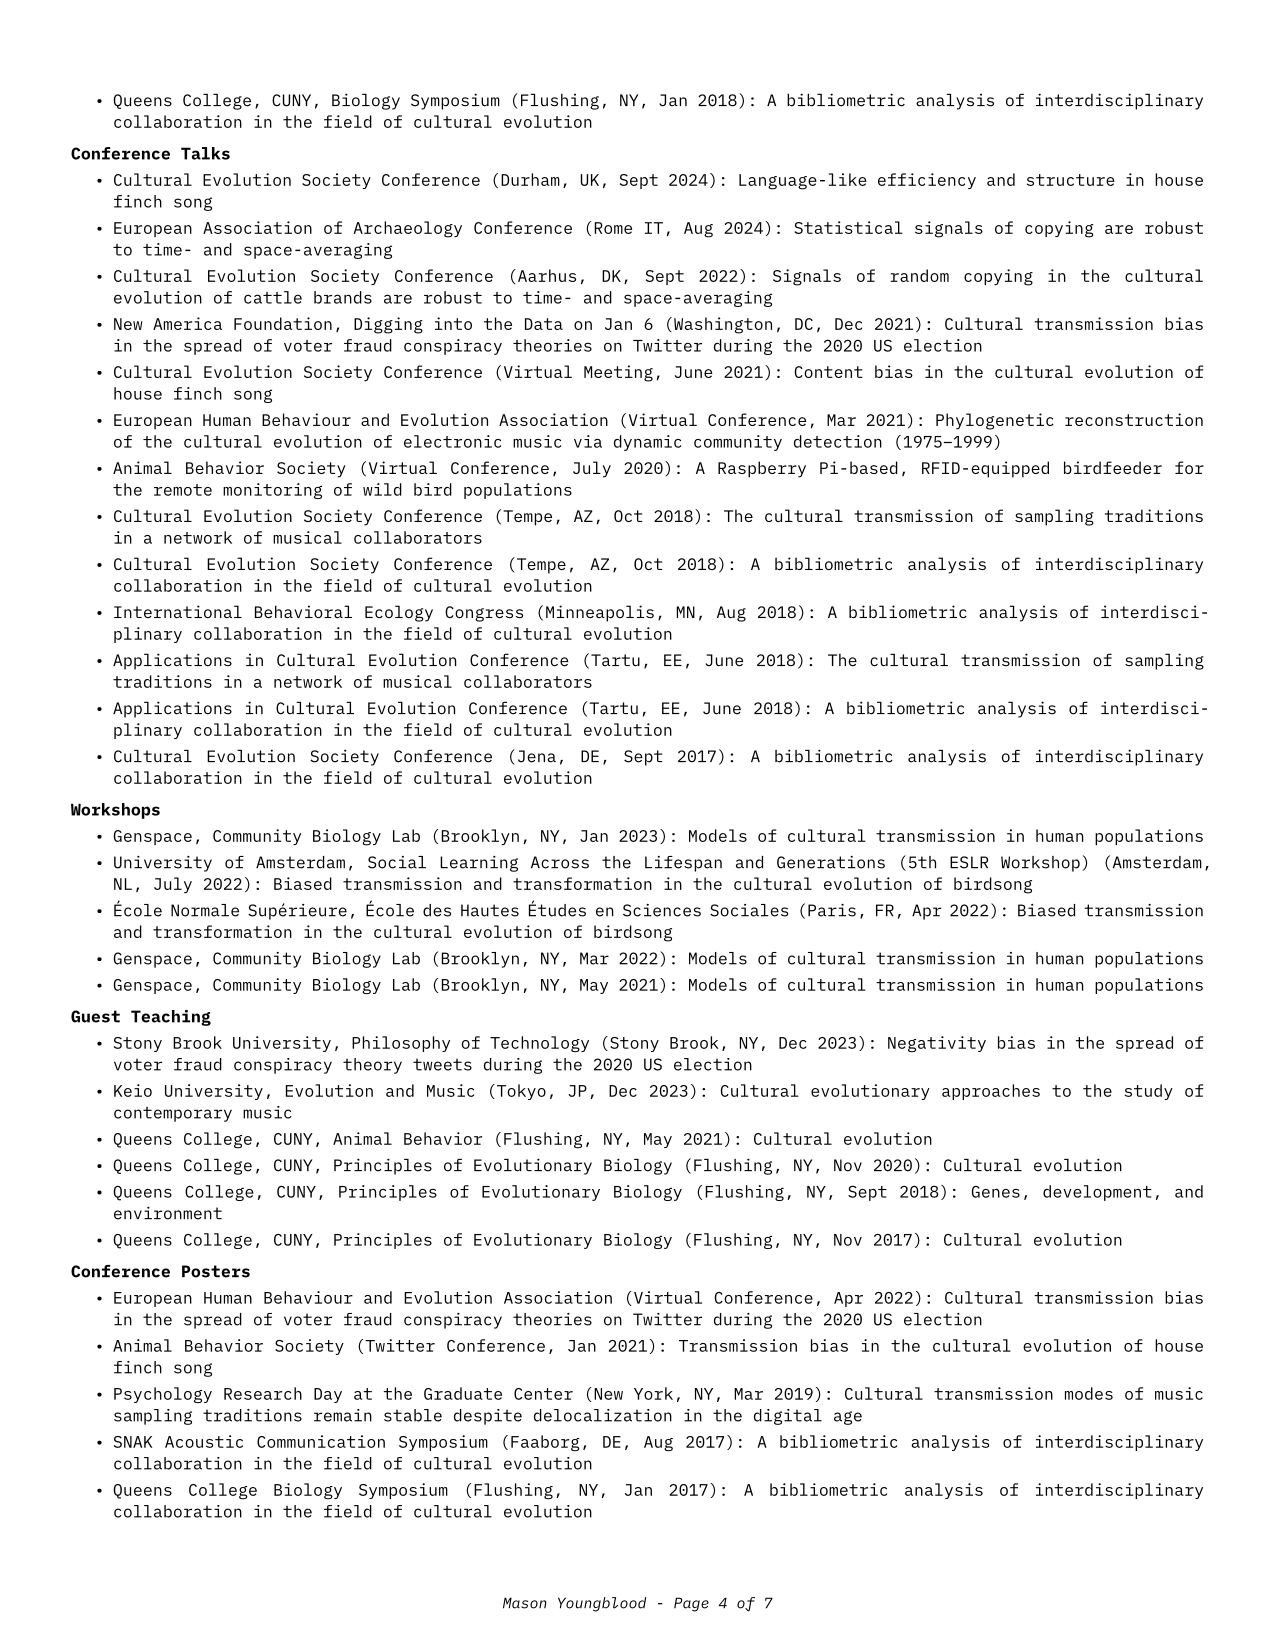 • Queens College, CUNY, Biology Symposium (Flushing, NY, Jan 2018): A bibliometric analysis of interdisciplinary
collaboration in the field of cultural evolution
Conference Talks
• Cultural Evolution Society Conference (Durham, UK, Sept 2024): Language-like efficiency and structure in house
finch song
• European Association of Archaeology Conference (Rome IT, Aug 2024): Statistical signals of copying are robust
to time- and space-averaging
• Cultural Evolution Society Conference (Aarhus, DK, Sept 2022): Signals of random copying in the cultural
evolution of cattle brands are robust to time- and space-averaging
• New America Foundation, Digging into the Data on Jan 6 (Washington, DC, Dec 2021): Cultural transmission bias
in the spread of voter fraud conspiracy theories on Twitter during the 2020 US election
• Cultural Evolution Society Conference (Virtual Meeting, June 2021): Content bias in the cultural evolution of
house finch song
• European Human Behaviour and Evolution Association (Virtual Conference, Mar 2021): Phylogenetic reconstruction
of the cultural evolution of electronic music via dynamic community detection (1975–1999)
• Animal Behavior Society (Virtual Conference, July 2020): A Raspberry Pi-based, RFID-equipped birdfeeder for
the remote monitoring of wild bird populations
• Cultural Evolution Society Conference (Tempe, AZ, Oct 2018): The cultural transmission of sampling traditions
in a network of musical collaborators
• Cultural Evolution Society Conference (Tempe, AZ, Oct 2018): A bibliometric analysis of interdisciplinary
collaboration in the field of cultural evolution
• International Behavioral Ecology Congress (Minneapolis, MN, Aug 2018): A bibliometric analysis of interdisci-
plinary collaboration in the field of cultural evolution
• Applications in Cultural Evolution Conference (Tartu, EE, June 2018): The cultural transmission of sampling
traditions in a network of musical collaborators
• Applications in Cultural Evolution Conference (Tartu, EE, June 2018): A bibliometric analysis of interdisci-
plinary collaboration in the field of cultural evolution
• Cultural Evolution Society Conference (Jena, DE, Sept 2017): A bibliometric analysis of interdisciplinary
collaboration in the field of cultural evolution
Workshops
• Genspace, Community Biology Lab (Brooklyn, NY, Jan 2023): Models of cultural transmission in human populations
• University of Amsterdam, Social Learning Across the Lifespan and Generations (5th ESLR Workshop) (Amsterdam,
NL, July 2022): Biased transmission and transformation in the cultural evolution of birdsong
• École Normale Supérieure, École des Hautes Études en Sciences Sociales (Paris, FR, Apr 2022): Biased transmission
and transformation in the cultural evolution of birdsong
• Genspace, Community Biology Lab (Brooklyn, NY, Mar 2022): Models of cultural transmission in human populations
• Genspace, Community Biology Lab (Brooklyn, NY, May 2021): Models of cultural transmission in human populations
Guest Teaching
• Stony Brook University, Philosophy of Technology (Stony Brook, NY, Dec 2023): Negativity bias in the spread of
voter fraud conspiracy theory tweets during the 2020 US election
• Keio University, Evolution and Music (Tokyo, JP, Dec 2023): Cultural evolutionary approaches to the study of
contemporary music
• Queens College, CUNY, Animal Behavior (Flushing, NY, May 2021): Cultural evolution
• Queens College, CUNY, Principles of Evolutionary Biology (Flushing, NY, Nov 2020): Cultural evolution
• Queens College, CUNY, Principles of Evolutionary Biology (Flushing, NY, Sept 2018): Genes, development, and
environment
• Queens College, CUNY, Principles of Evolutionary Biology (Flushing, NY, Nov 2017): Cultural evolution
Conference Posters
• European Human Behaviour and Evolution Association (Virtual Conference, Apr 2022): Cultural transmission bias
in the spread of voter fraud conspiracy theories on Twitter during the 2020 US election
• Animal Behavior Society (Twitter Conference, Jan 2021): Transmission bias in the cultural evolution of house
finch song
• Psychology Research Day at the Graduate Center (New York, NY, Mar 2019): Cultural transmission modes of music
sampling traditions remain stable despite delocalization in the digital age
• SNAK Acoustic Communication Symposium (Faaborg, DE, Aug 2017): A bibliometric analysis of interdisciplinary
collaboration in the field of cultural evolution
• Queens College Biology Symposium (Flushing, NY, Jan 2017): A bibliometric analysis of interdisciplinary
collaboration in the field of cultural evolution
Mason Youngblood - Page 4 of 7